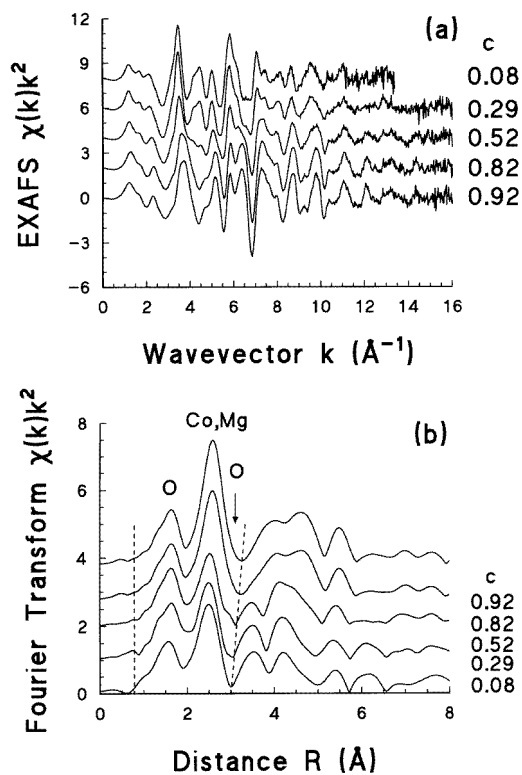 (a)
c
12
9
6
3
0
−3
−6
0.08
0.29
0.52
0.82
0.92
EXAFS χ(k)k²
0 2 4 6 8 10 12 14 16
Wavevector k (Å⁻¹)
(b)
Co,Mg
O
O
c
8
6
4
2
0
0.92
0.82
0.52
0.29
0.08
Fourier Transform χ(k)k²
0 2 4 6 8
Distance R (Å)